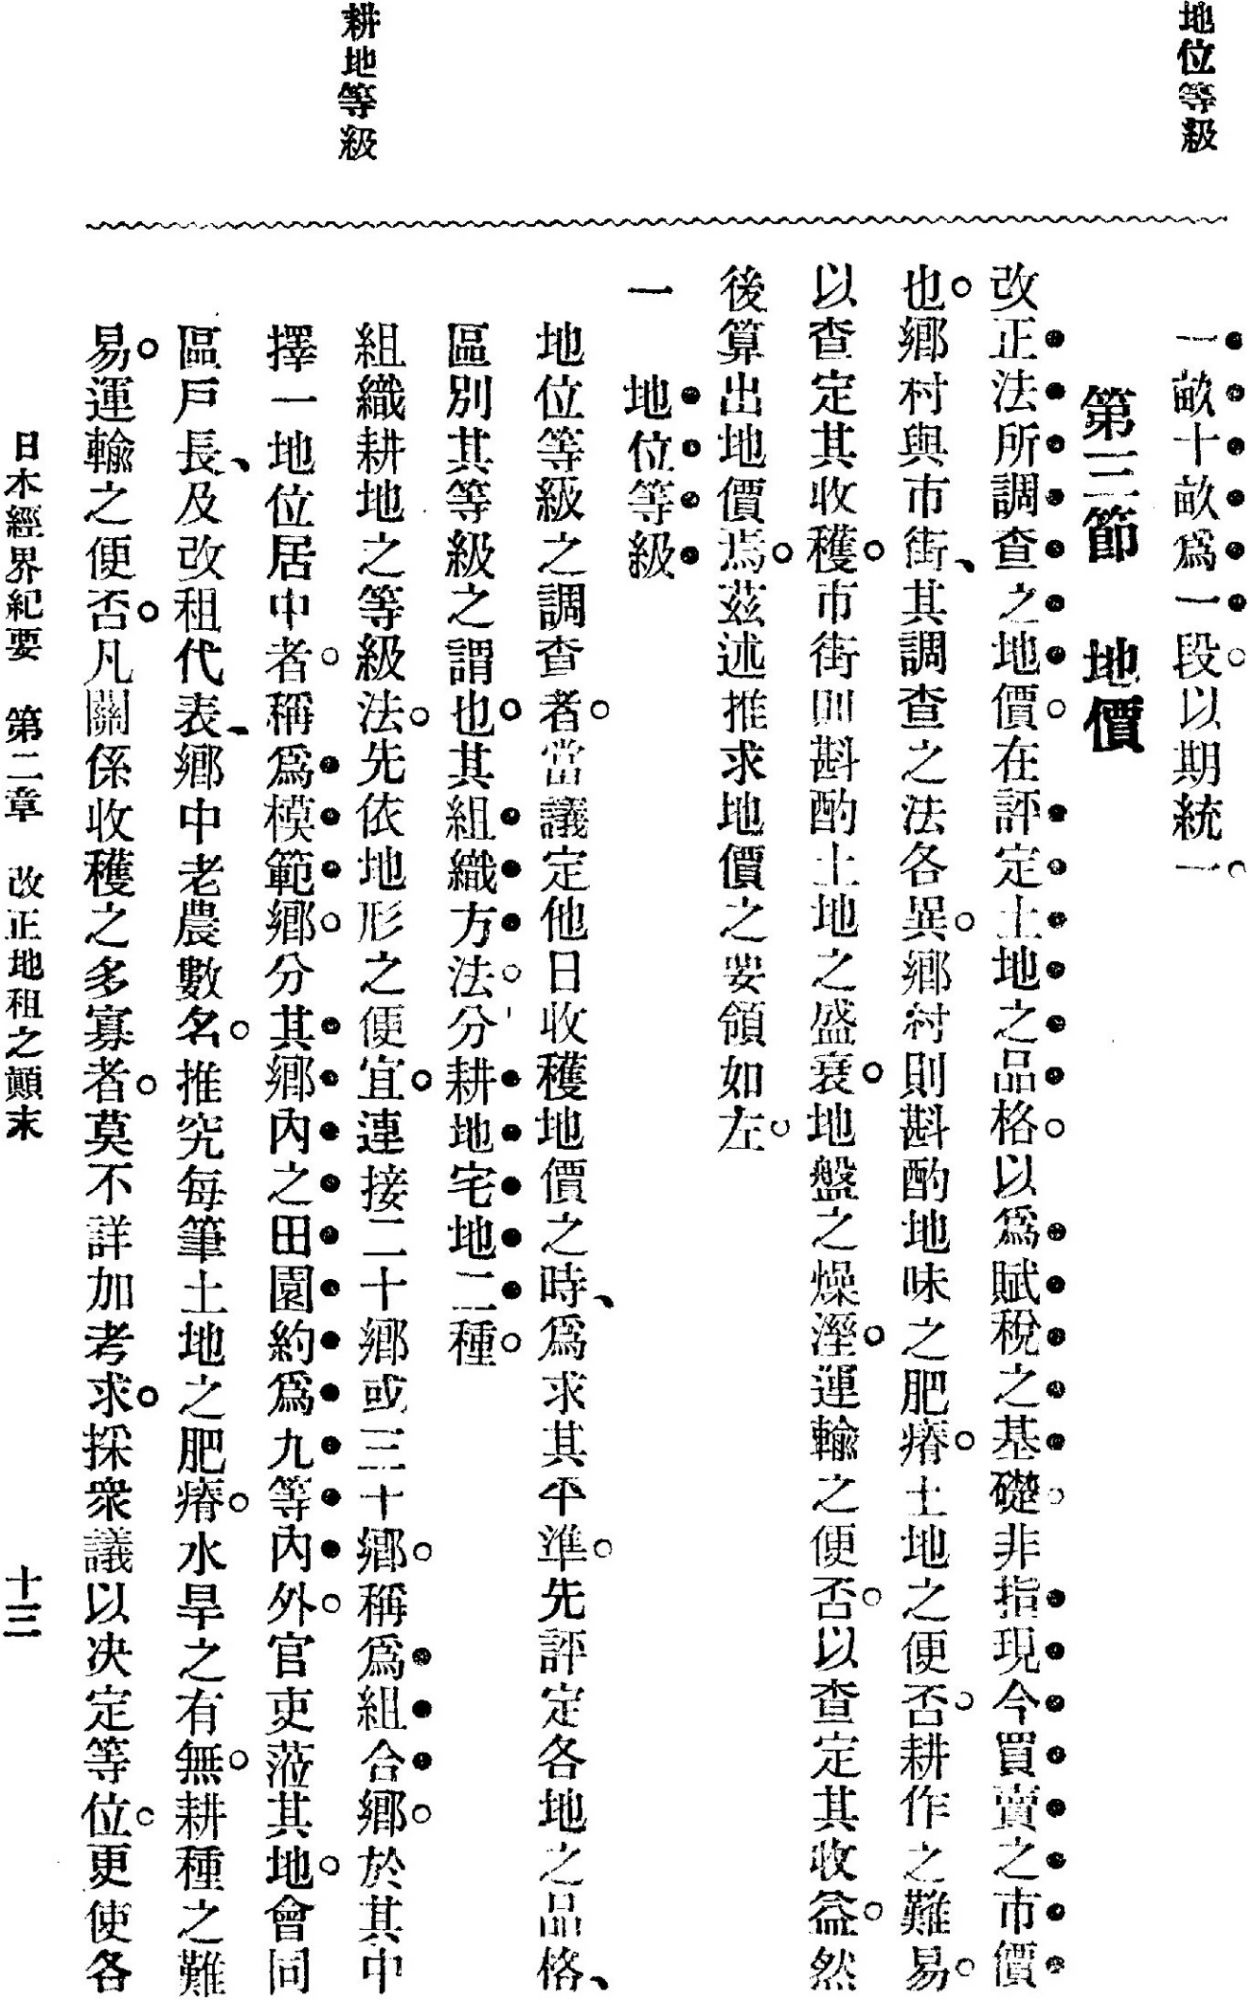 地位等級
一畝十畝爲一段。以期統一。
第三節　地價
改正法所調查之地價。在評定土地之品格。以爲賦稅之基礎。非指現今買賣之市價
也。鄉村與市街、其調查之法各異。鄉村則斟酌地味之肥瘠。土地之便否。耕作之難易。
以查定其收穫。市街則斟酌土地之盛衰。地盤之燥溼。運輸之便否。以查定其收益。然
後算出地價焉。茲述推求地價之要領如左。
一　地位等級
地位等級之調查者。當議定他日收穫地價之時、爲求其平準。先評定各地之品格、
區別其等級之謂也。其組織方法。分耕地宅地二種。
耕地等級
組織耕地之等級法。先依地形之便宜。連接二十鄉或三十鄉。稱爲組合鄉。於其中
擇一地位居中者。稱爲模範鄉。分其鄉內之田園約爲九等內外。官吏蒞其地。會同
區戶長、及改租代表、鄉中老農數名。推究每筆土地之肥瘠。水旱之有無。耕種之難
易。運輸之便否。凡關係收穫之多寡者。莫不詳加考求。採衆議以決定等位。更使各
日本經界紀要　第二章　改正地租之顚末　十三